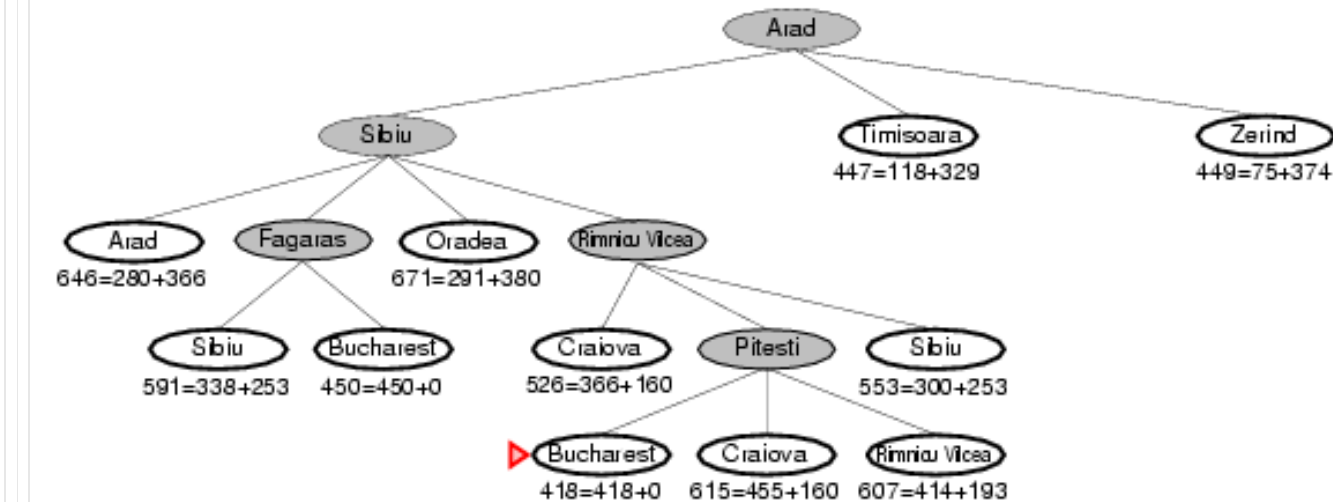 Arad
Sibiu Timisoara Zerind
447=118+329 449=75+374
Arad Fagaras Oradea Rimnicu Vilcea
646=280+366 671=291+380
Sibiu Bucharest Craiova Pitesti Sibiu
591=338+253 450=450+0 526=366+160 553=300+253
Bucharest Craiova Rimnicu Vilcea
418=418+0 615=455+160 607=414+193